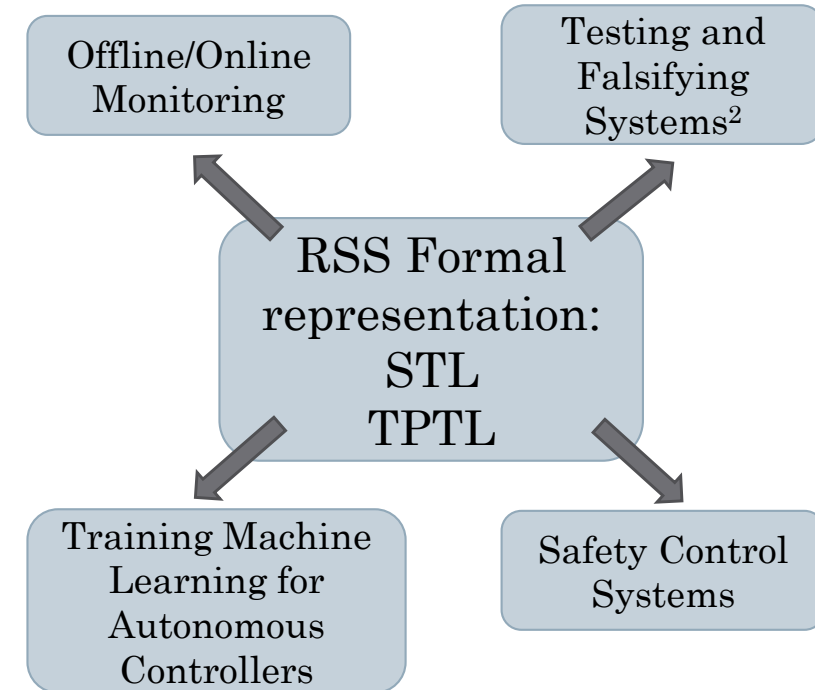 Offline/Online
Monitoring
Testing and
Falsifying
Systems²
RSS Formal
representation:
STL
TPTL
Training Machine
Learning for
Autonomous
Controllers
Safety Control
Systems